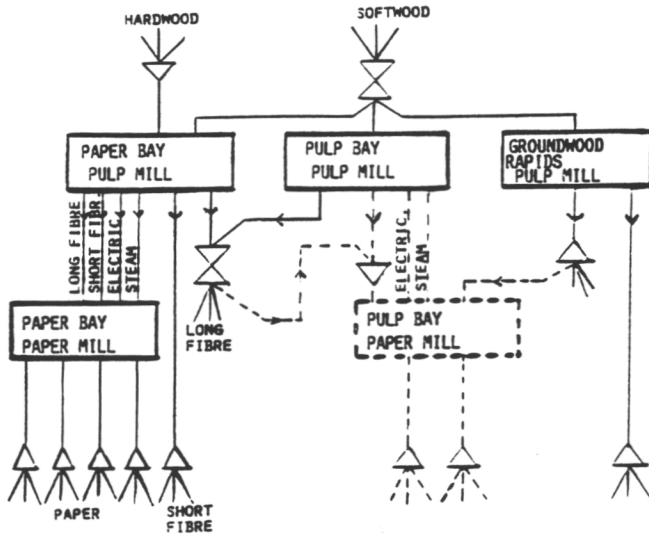 HARDWOOD
SOFTWOOD
PAPER BAY
PULP MILL
PULP BAY
PULP MILL
GROUNDWOOD
RAPIDS
PULP MILL
LONG FIBRE
SHORT FIBR.
ELECTRIC
STEAM
ELECTRIC
STEAM
PAPER BAY
PAPER MILL
LONG
FIBRE
PULP BAY
PAPER MILL
PAPER
SHORT
FIBRE